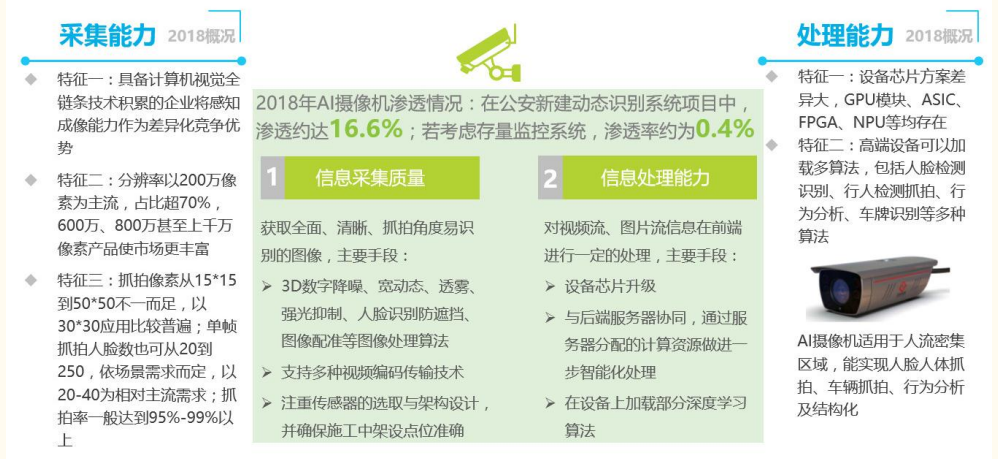 采集能力 2018概况
特征一：具备计算机视觉全
链条技术积累的企业将感知
成像能力作为差异化竞争优
势
特征二：分辨率以200万像
素为主流，占比超70%，
600万、800万甚至上千万
像素产品使市场更丰富
特征三：抓拍像素从15*15
到50*50不一而足，以
30*30应用比较普遍；单帧
抓拍人脸数也可从20到
250，依场景需求而定，以
20-40为相对主流需求；抓
拍率一般达到95%-99%以
上
2018年AI摄像机渗透情况：在公安新建动态识别系统项目中，
渗透约达16.6%；若考虑存量监控系统，渗透率约为0.4%
1 信息采集质量
获取全面、清晰、抓拍角度易识
别的图像，主要手段：
➢ 3D数字降噪、宽动态、透雾、
强光抑制、人脸识别防遮挡、
图像配准等图像处理算法
➢ 支持多种视频编码传输技术
➢ 注重传感器的选取与架构设计，
并确保施工中架设点位准确
2 信息处理能力
对视频流、图片流信息在前端
进行一定的处理，主要手段：
➢ 设备芯片升级
➢ 与后端服务器协同，通过服
务器分配的计算资源做进一
步智能化处理
➢ 在设备上加载部分深度学习
算法
处理能力 2018概况
特征一：设备芯片方案差
异大，GPU模块、ASIC、
FPGA、NPU等均存在
特征二：高端设备可以加
载多算法，包括人脸检测
识别、行人检测抓拍、行
为分析、车牌识别等多种
算法
AI摄像机适用于人流密集
区域，能实现人脸人体抓
拍、车辆抓拍、行为分析
及结构化